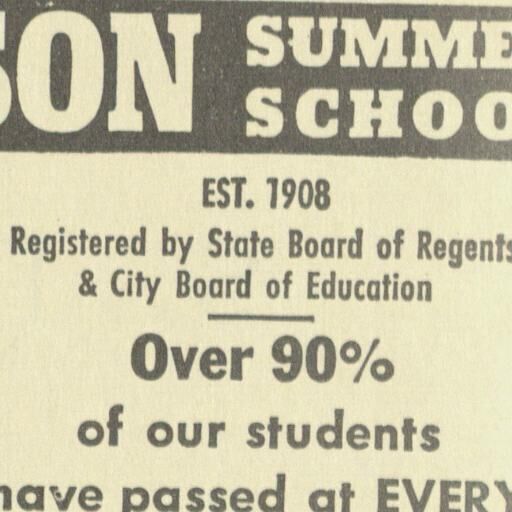 SON SUMME
SCHOO
EST. 1908
Registered by State Board of Regents
& City Board of Education
Over 90%
of our students
have passed at EVERY